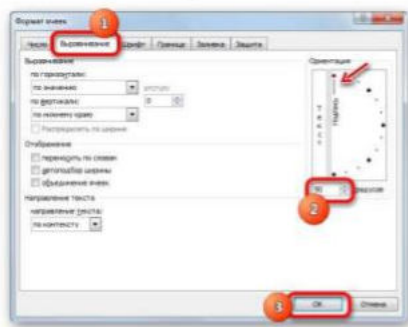 Формат ячеек
1
Число Выравнивание Шрифт Граница Заливка Защита
Выравнивание
по горизонтали:
по значению
отступ:
по вертикали:
0
по нижнему краю
Распределять по ширине
Отображение
переносить по словам
автоподбор ширины
объединение ячеек
Направление текста
направление текста:
по контексту
Ориентация
Текст
Надпись
90
градусов
2
3
ОК
Отмена